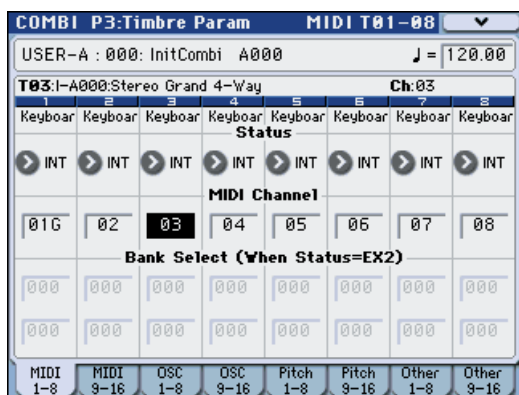 COMBI P3:Timbre Param MIDI T01-08
USER-A : 000: InitCombi A000 ♩ = 120.00
T03:I-A000:Stereo Grand 4-Way Ch:03
1 2 3 4 5 6 7 8
Keyboar Keyboar Keyboar Keyboar Keyboar Keyboar Keyboar Keyboar
Status
INT INT INT INT INT INT INT INT
MIDI Channel
01G 02 03 04 05 06 07 08
Bank Select (When Status=EX2)
000 000 000 000 000 000 000 000
000 000 000 000 000 000 000 000
MIDI 1-8 MIDI 9-16 OSC 1-8 OSC 9-16 Pitch 1-8 Pitch 9-16 Other 1-8 Other 9-16